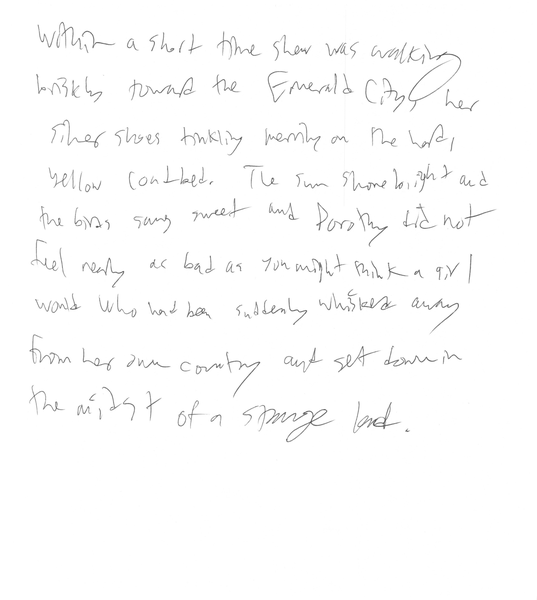 Within a short time shew was walking
briskly toward the Emerald City, her
silver shoes tinkling merrily on the hard,
yellow roadbed. The sun shone bright and
the birds sang sweet and Dorothy did not
feel nearly as bad as you might think a girl
would who had been suddenly whisked away
from her own country and set down in
the midst of a strange land.